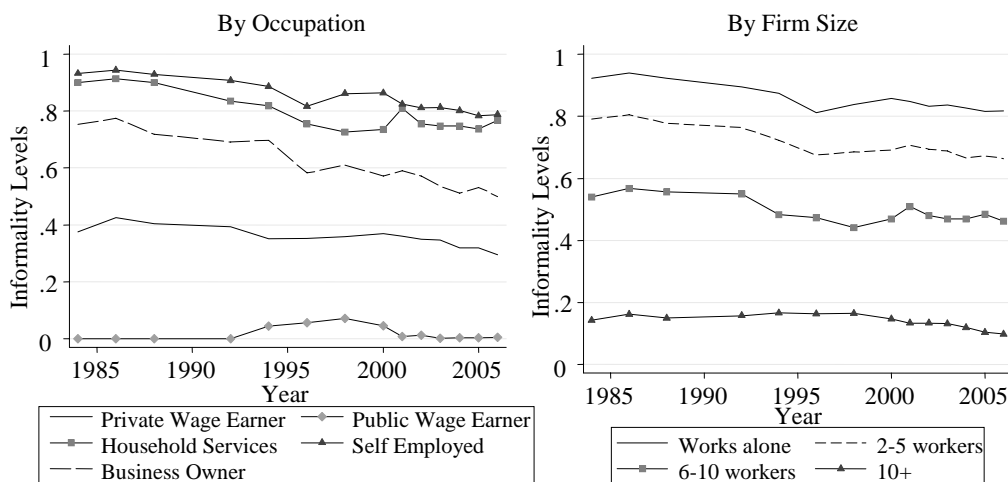 By Occupation
Informality Levels
1
.8
.6
.4
.2
0
1985 1990 1995 2000 2005
Year
Private Wage Earner Public Wage Earner
Household Services Self Employed
Business Owner
By Firm Size
Informality Levels
1
.8
.6
.4
.2
0
1985 1990 1995 2000 2005
Year
Works alone 2-5 workers
6-10 workers 10+